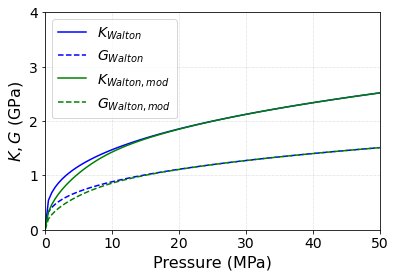 4
3
2
1
0
K, G (GPa)
K_Walton
G_Walton
K_Walton, mod
G_Walton, mod
0 10 20 30 40 50
Pressure (MPa)